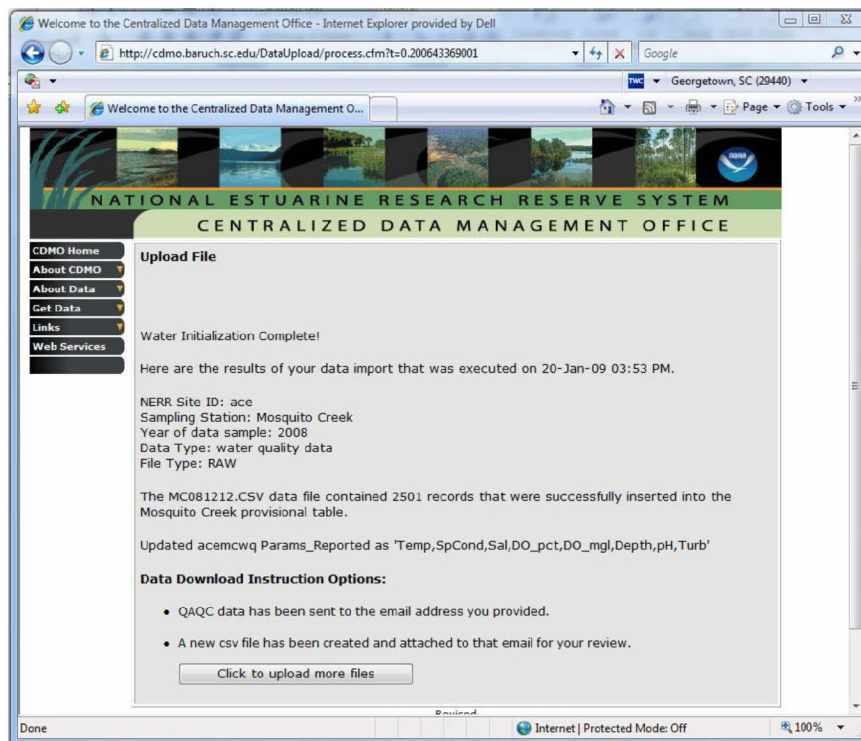 Welcome to the Centralized Data Management Office - Internet Explorer provided by Dell
http://cdmo.baruch.sc.edu/DataUpload/process.cfm?t=0.200643369001
Google
TWC Georgetown, SC (29440)
Welcome to the Centralized Data Management O...
Page Tools
NOAA
NATIONAL ESTUARINE RESEARCH RESERVE SYSTEM
CENTRALIZED DATA MANAGEMENT OFFICE
CDMO Home
About CDMO
About Data
Get Data
Links
Web Services
Upload File
Water Initialization Complete!
Here are the results of your data import that was executed on 20-Jan-09 03:53 PM.
NERR Site ID: ace
Sampling Station: Mosquito Creek
Year of data sample: 2008
Data Type: water quality data
File Type: RAW
The MC081212.CSV data file contained 2501 records that were successfully inserted into the
Mosquito Creek provisional table.
Updated acemcwq Params_Reported as 'Temp,SpCond,Sal,DO_pct,DO_mgl,Depth,pH,Turb'
Data Download Instruction Options:
• QAQC data has been sent to the email address you provided.
• A new csv file has been created and attached to that email for your review.
Click to upload more files
Revised
Done
Internet | Protected Mode: Off
100%